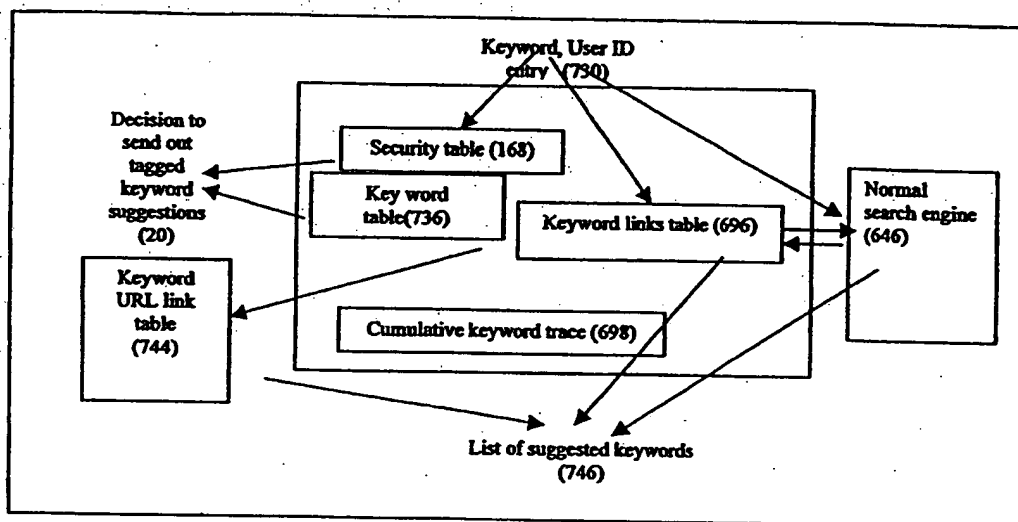 Keyword, User ID
entry (730)
Decision to
send out
tagged
keyword
suggestions
(20)
Security table (168)
Key word
table(736)
Keyword links table (696)
Normal
search engine
(646)
Keyword
URL link
table
(744)
Cumulative keyword trace (698)
List of suggested keywords
(746)